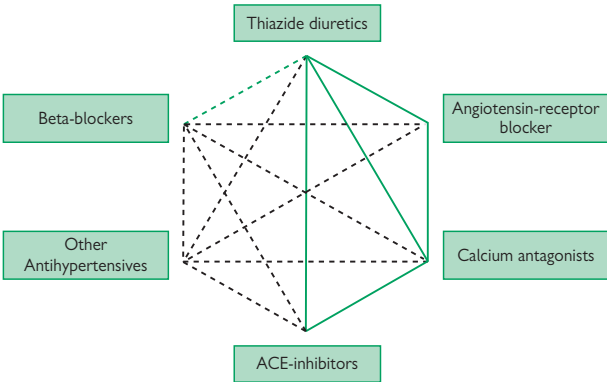 Thiazide diuretics
Beta-blockers
Angiotensin-receptor
blocker
Other
Antihypertensives
Calcium antagonists
ACE-inhibitors